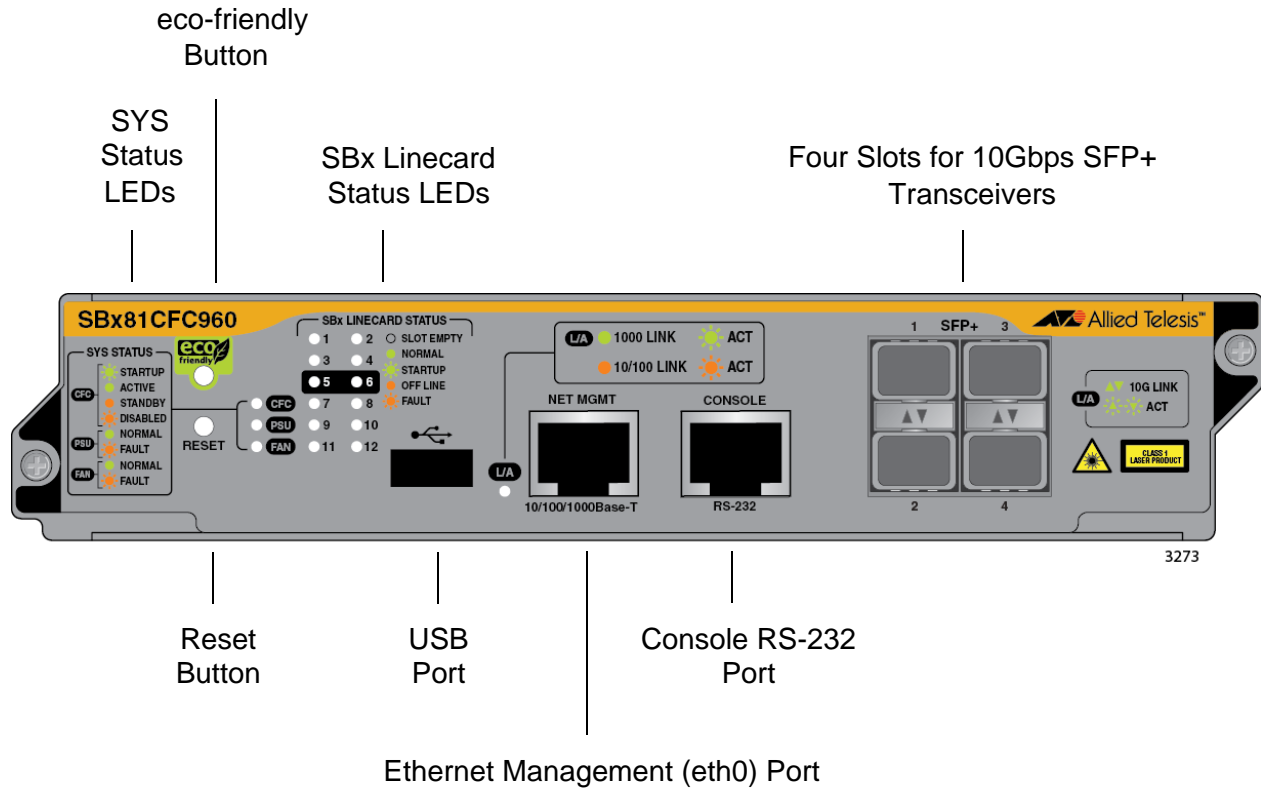 eco-friendly
Button
SYS
Status
LEDs
SBx Linecard
Status LEDs
Four Slots for 10Gbps SFP+
Transceivers
SBx81CFC960
SYS STATUS
CFC
STARTUP
ACTIVE
STANDBY
DISABLED
PSU
NORMAL
FAULT
FAN
NORMAL
FAULT
eco
friendly
RESET
CFC
PSU
FAN
SBx LINECARD STATUS
1 2 SLOT EMPTY
3 4 NORMAL
STARTUP
5 6 OFF LINE
7 8 FAULT
9 10
11 12
L/A 1000 LINK ACT
10/100 LINK ACT
NET MGMT
CONSOLE
L/A
10/100/1000Base-T
RS-232
1 SFP+ 3
2 4
Allied Telesis™
L/A
10G LINK
ACT
CLASS 1
LASER PRODUCT
3273
Reset
Button
USB
Port
Console RS-232
Port
Ethernet Management (eth0) Port